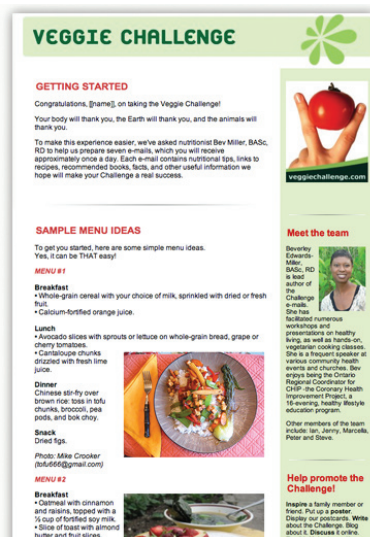 VEGGIE CHALLENGE
GETTING STARTED
Congratulations, [[name]], on taking the Veggie Challenge!
Your body will thank you, the Earth will thank you, and the animals will
thank you.
To make this experience easier, we've asked nutritionist Bev Miller, BASc,
RD to help us prepare seven e-mails, which you will receive
approximately once a day. Each e-mail contains nutritional tips, links to
recipes, recommended books, facts, and other useful information we
hope will make your Challenge a real success.
SAMPLE MENU IDEAS
To get you started, here are some simple menu ideas.
Yes, it can be THAT easy!
MENU #1
Breakfast
• Whole-grain cereal with your choice of milk, sprinkled with dried or fresh
fruit.
• Calcium-fortified orange juice.
Lunch
• Avocado slices with sprouts or lettuce on whole-grain bread, grape or
cherry tomatoes.
• Cantaloupe chunks
drizzled with fresh lime
juice.
Dinner
Chinese stir-fry over
brown rice: toss in tofu
chunks, broccoli, pea
pods, and bok choy.
Snack
Dried figs.
Photo: Mike Crooker
(tofu666@gmail.com)
MENU #2
Breakfast
• Oatmeal with cinnamon
and raisins, topped with a
½ cup of fortified soy milk.
• Slice of toast with almond
butter and fruit slices
veggiechallenge.com
Meet the team
Beverley
Edwards-
Miller,
BASc, RD
is lead
author of
the
Challenge
e-mails.
She has
facilitated numerous
workshops and
presentations on healthy
living, as well as hands-on,
vegetarian cooking classes.
She is a frequent speaker at
various community health
events and churches. Bev
enjoys being the Ontario
Regional Coordinator for
CHIP -the Coronary Health
Improvement Project, a
16-evening, healthy lifestyle
education program.
Other members of the team
include: Ian, Jenny, Marcella,
Peter and Steve.
Help promote the
Challenge!
Inspire a family member or
friend. Put up a poster.
Display our postcards. Write
about the Challenge. Blog
about it. Discuss it online.